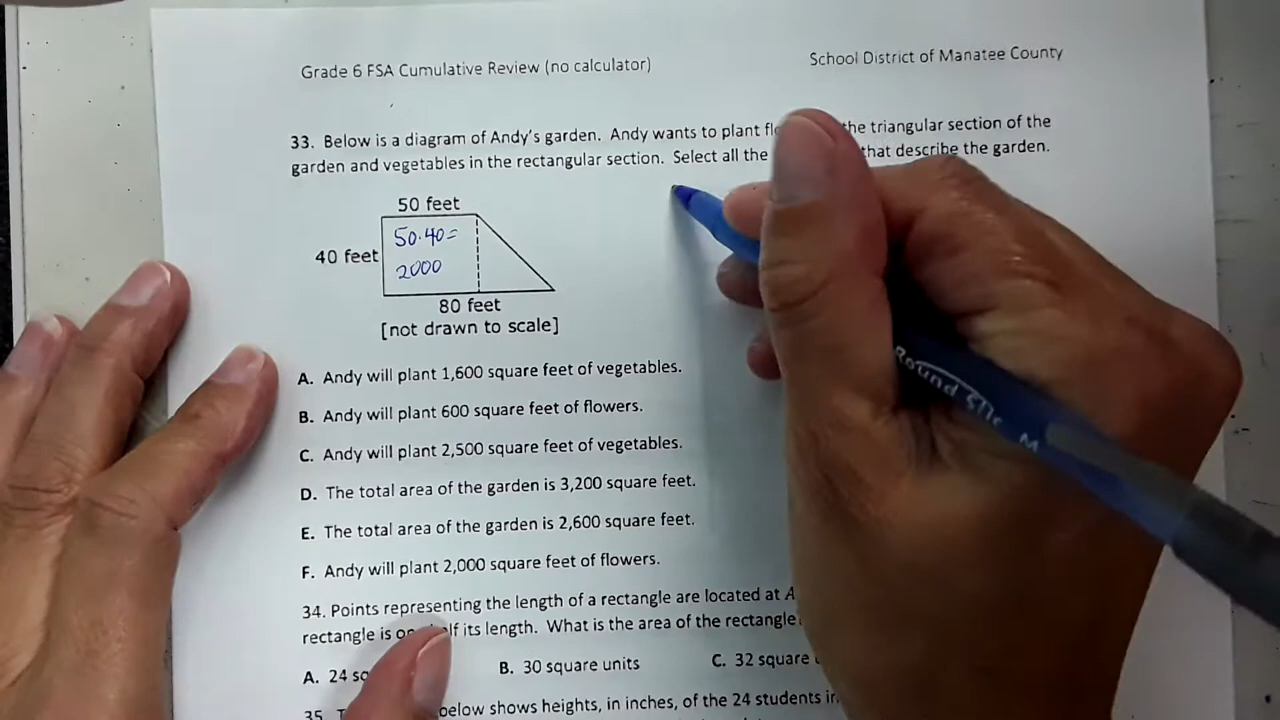 Grade 6 FSA Cumulative Review (no calculator)
School District of Manatee County
33. Below is a diagram of Andy's garden. Andy wants to plant the triangular section of the
garden and vegetables in the rectangular section. Select all the that describe the garden.
50 feet
40 feet
50·40=
2000
80 feet
[not drawn to scale]
A. Andy will plant 1,600 square feet of vegetables.
B. Andy will plant 600 square feet of flowers.
C. Andy will plant 2,500 square feet of vegetables.
D. The total area of the garden is 3,200 square feet.
E. The total area of the garden is 2,600 square feet.
F. Andy will plant 2,000 square feet of flowers.
34. Points representing the length of a rectangle are located at A
rectangle is its length. What is the area of the rectangle
A. 24
B. 30 square units
C. 32 square
35. below shows heights, in inches, of the 24 students in
Round Stic M